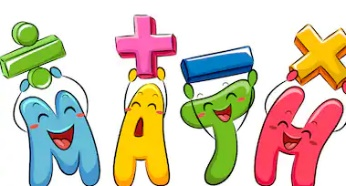 ÷ + − ×
MATH